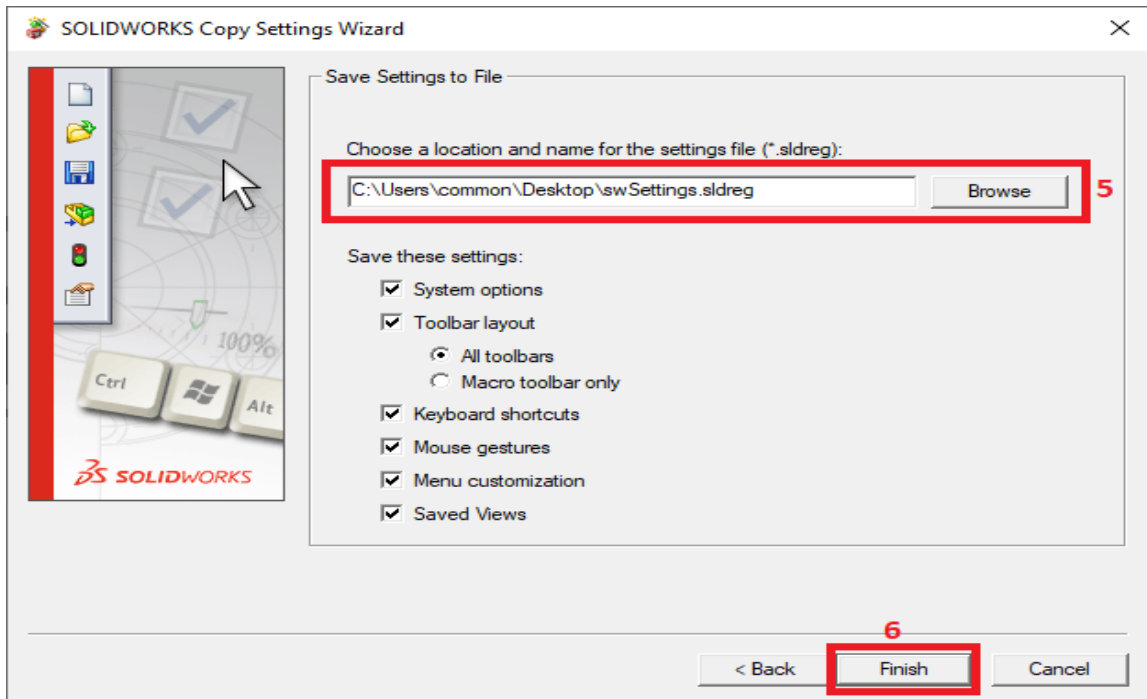 SOLIDWORKS Copy Settings Wizard
Save Settings to File
Choose a location and name for the settings file (*.sldreg):
C:\Users\common\Desktop\swSettings.sldreg
Browse
5
Save these settings:
System options
Toolbar layout
All toolbars
Macro toolbar only
Keyboard shortcuts
Mouse gestures
Menu customization
Saved Views
100%
Ctrl
Alt
SOLIDWORKS
6
< Back
Finish
Cancel